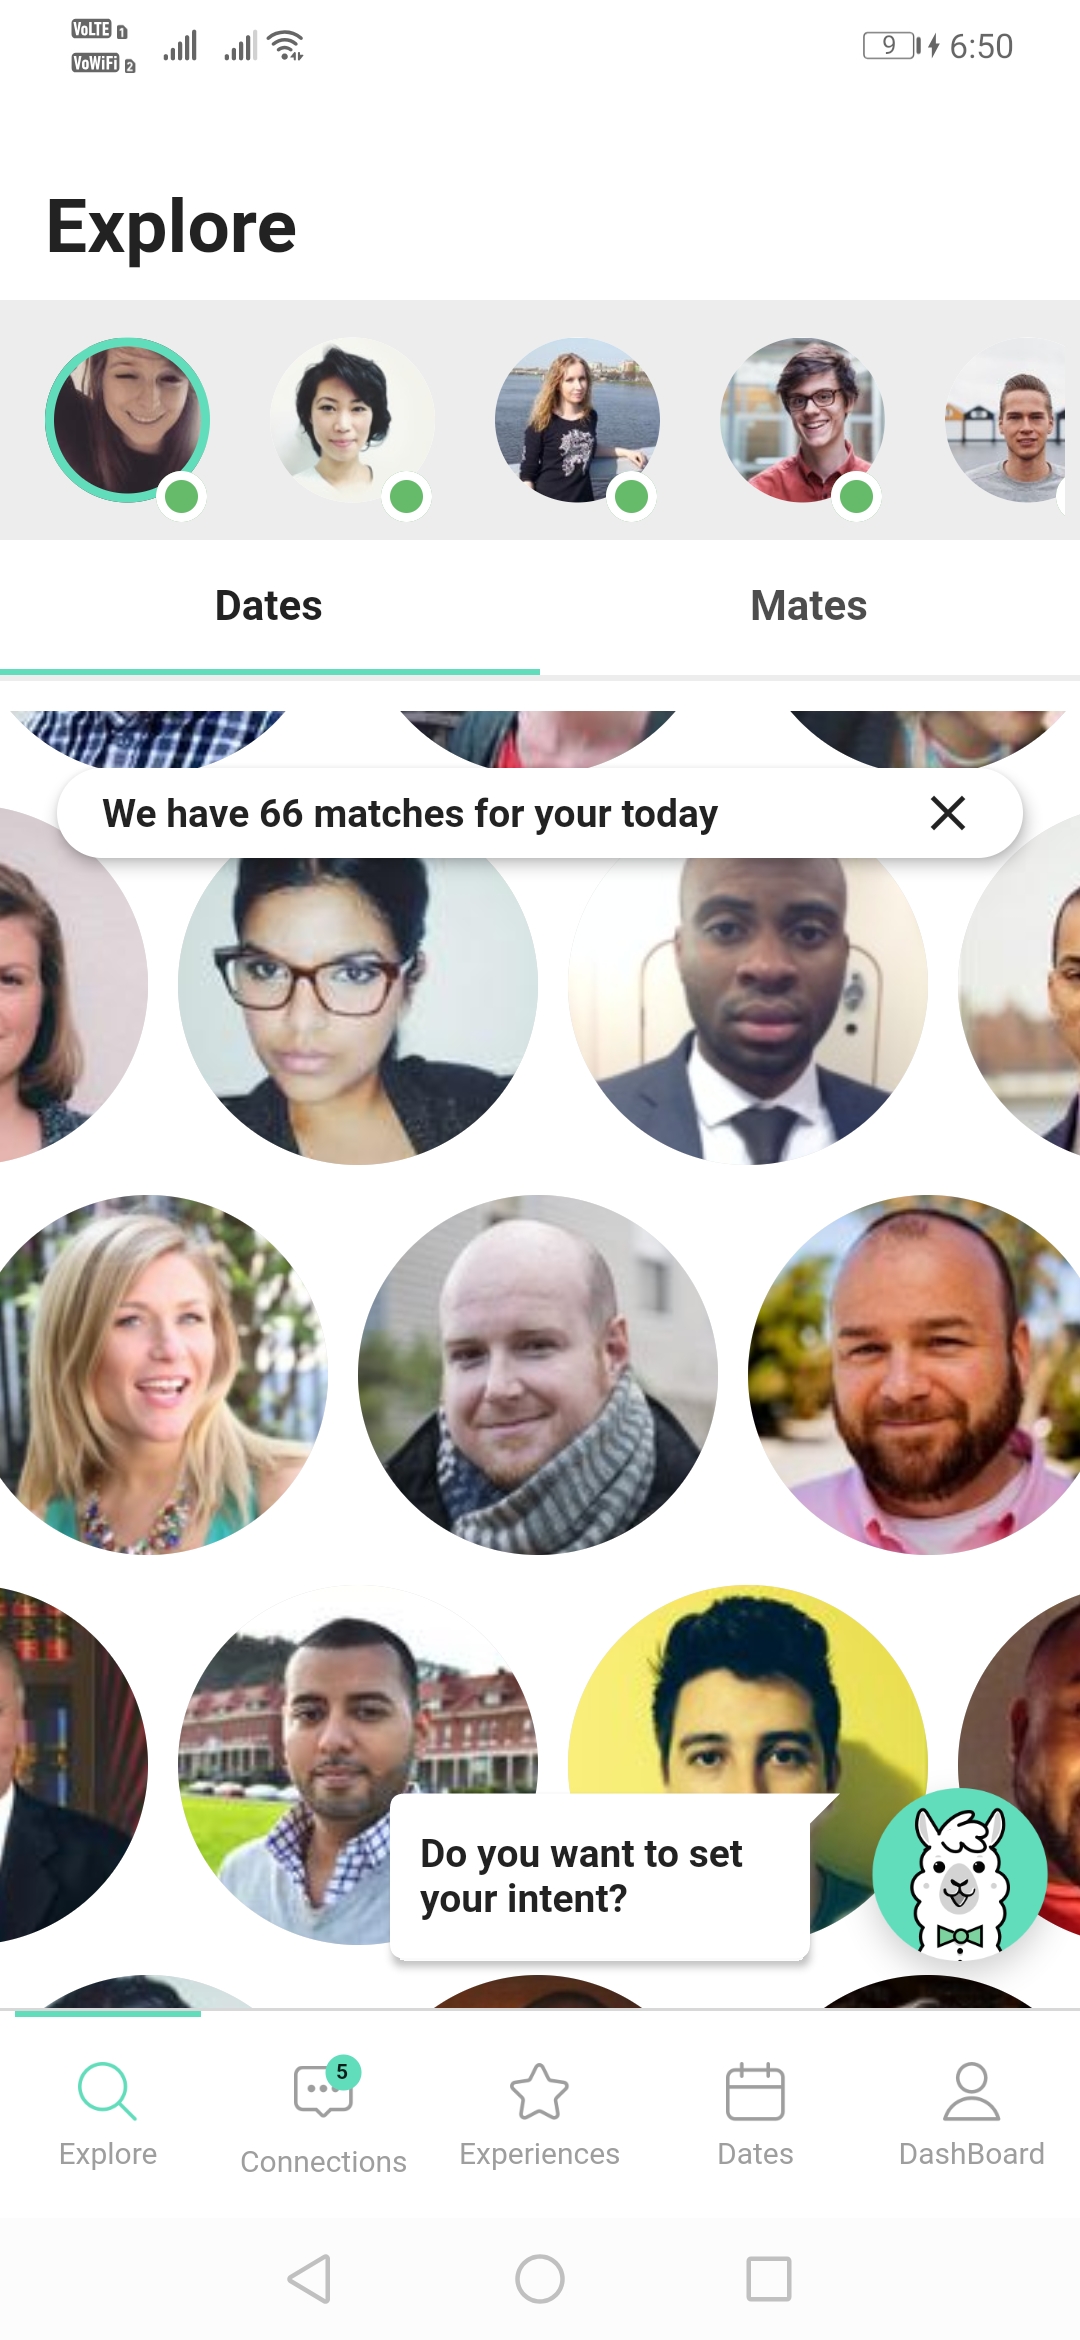 VoLTE 1
VoWiFi 2
9
6:50
Explore
Dates
Mates
We have 66 matches for your today
Do you want to set
your intent?
5
Explore
Connections
Experiences
Dates
DashBoard